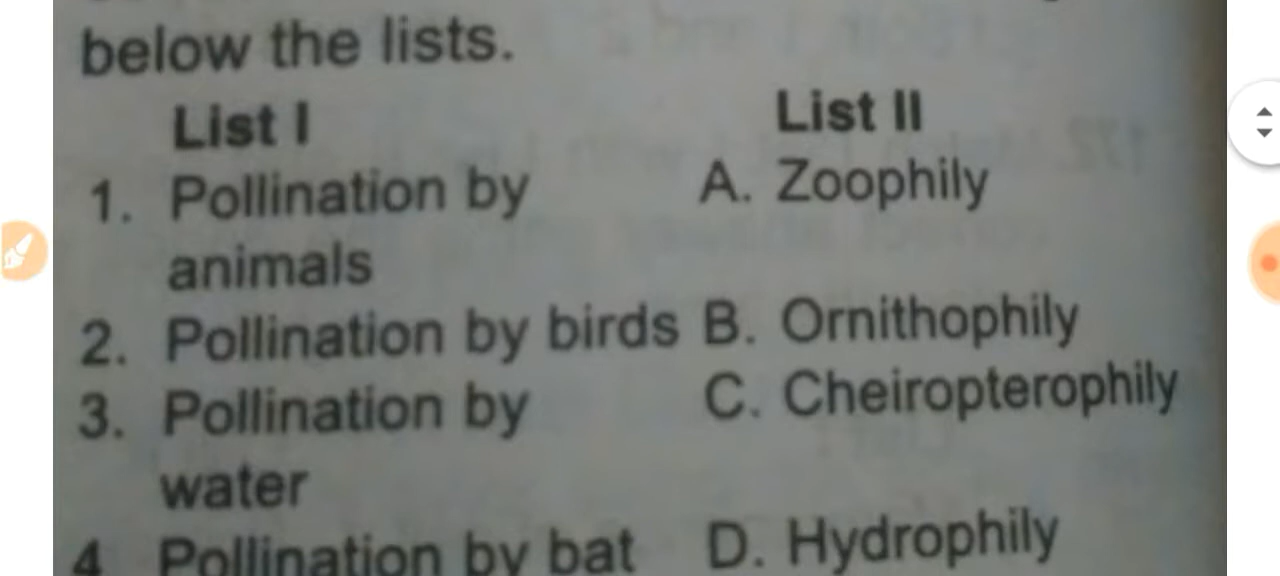 below the lists.
List I List II
1. Pollination by A. Zoophily
animals
2. Pollination by birds B. Ornithophily
3. Pollination by C. Cheiropterophily
water
4 Pollination by bat D. Hydrophily